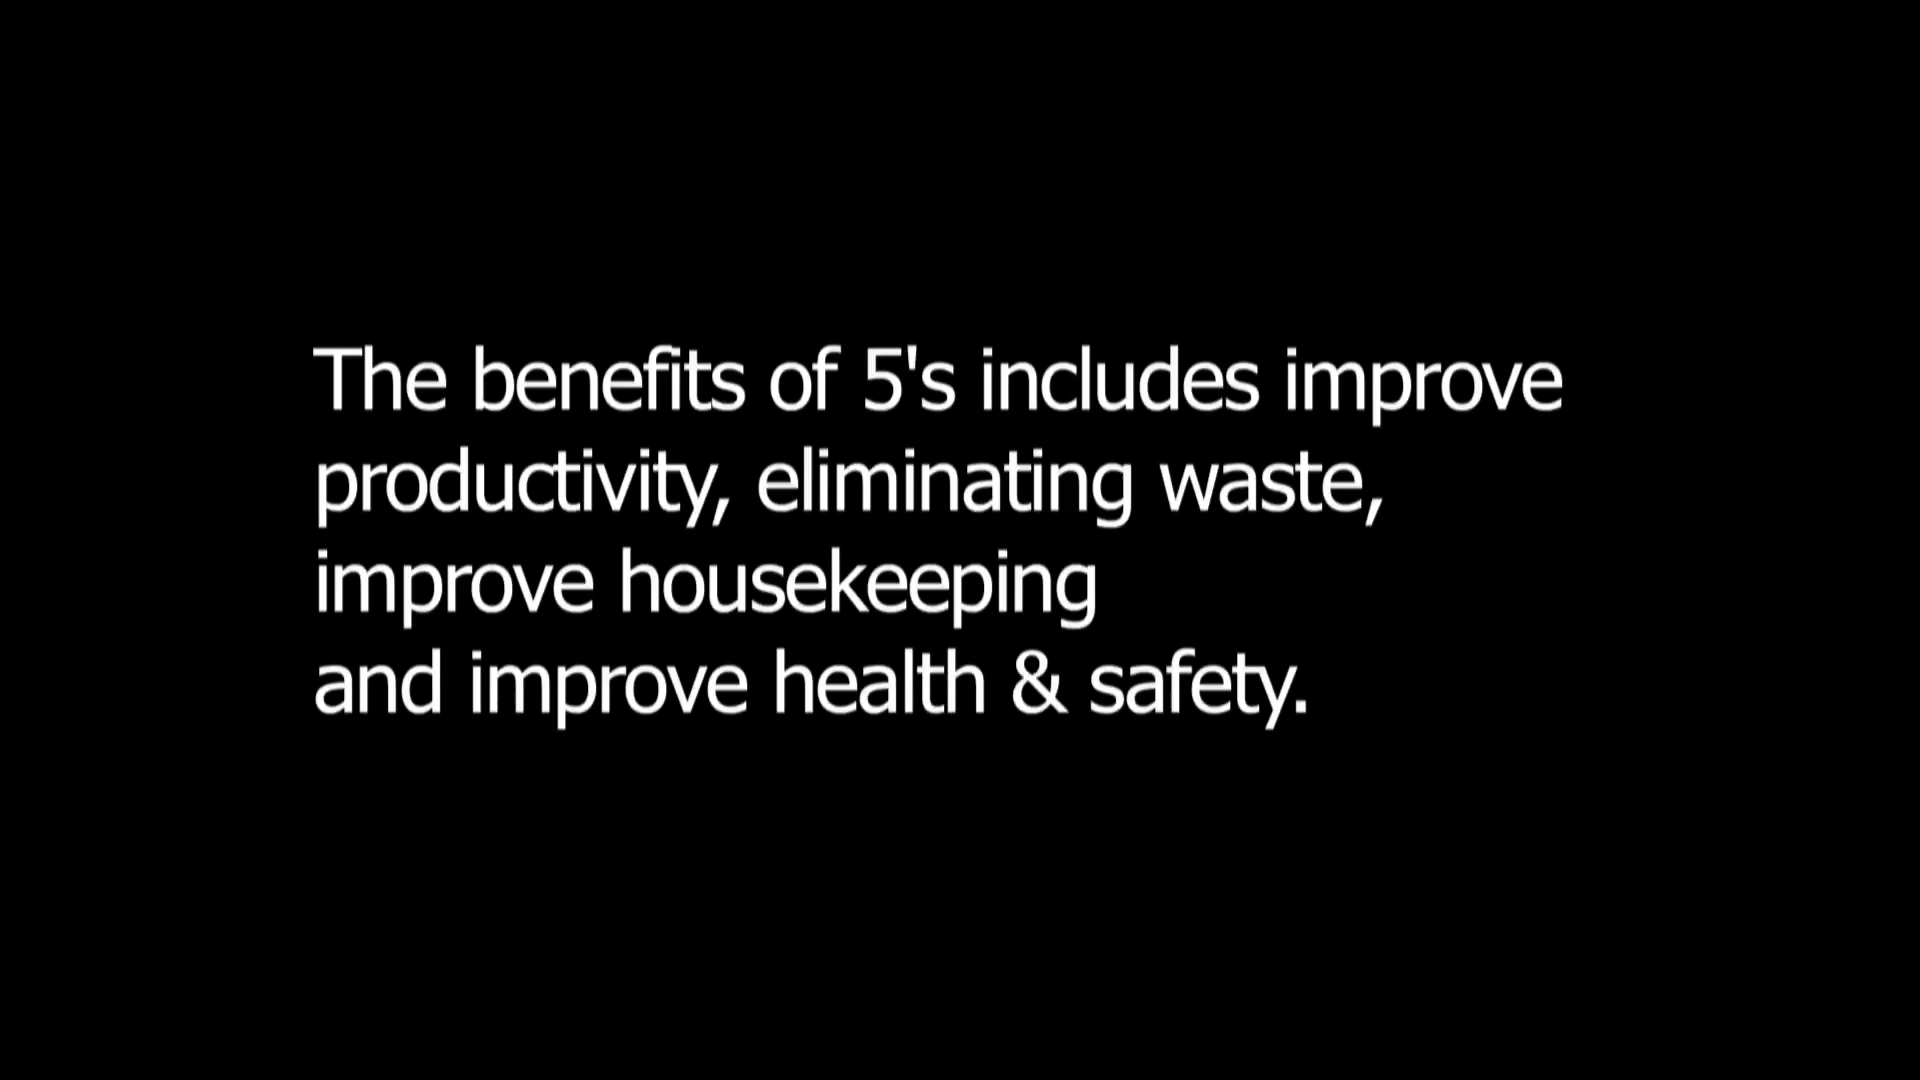 The benefits of 5's includes improve
productivity, eliminating waste,
improve housekeeping
and improve health & safety.